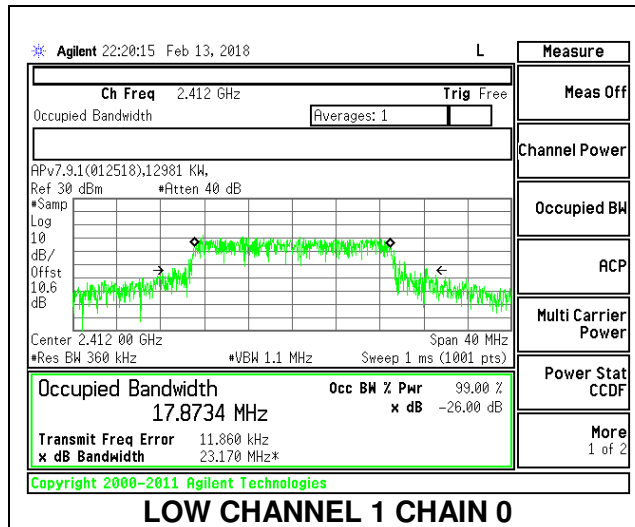 Agilent 22:20:15 Feb 13, 2018 L
Measure
Ch Freq 2.412 GHz Trig Free
Meas Off
Occupied Bandwidth Averages: 1
Channel Power
APv7.9.1(012518),12981 KW,
Ref 30 dBm #Atten 40 dB
#Samp
Log
10
dB/
Offst
10.6
dB
Occupied BW
ACP
Center 2.412 00 GHz Span 40 MHz
#Res BW 360 kHz #VBW 1.1 MHz Sweep 1 ms (1001 pts)
Multi Carrier
Power
Occupied Bandwidth Occ BW % Pwr 99.00 %
17.8734 MHz x dB -26.00 dB
Power Stat
CCDF
Transmit Freq Error 11.860 kHz
x dB Bandwidth 23.170 MHz*
More
1 of 2
Copyright 2000-2011 Agilent Technologies
LOW CHANNEL 1 CHAIN 0